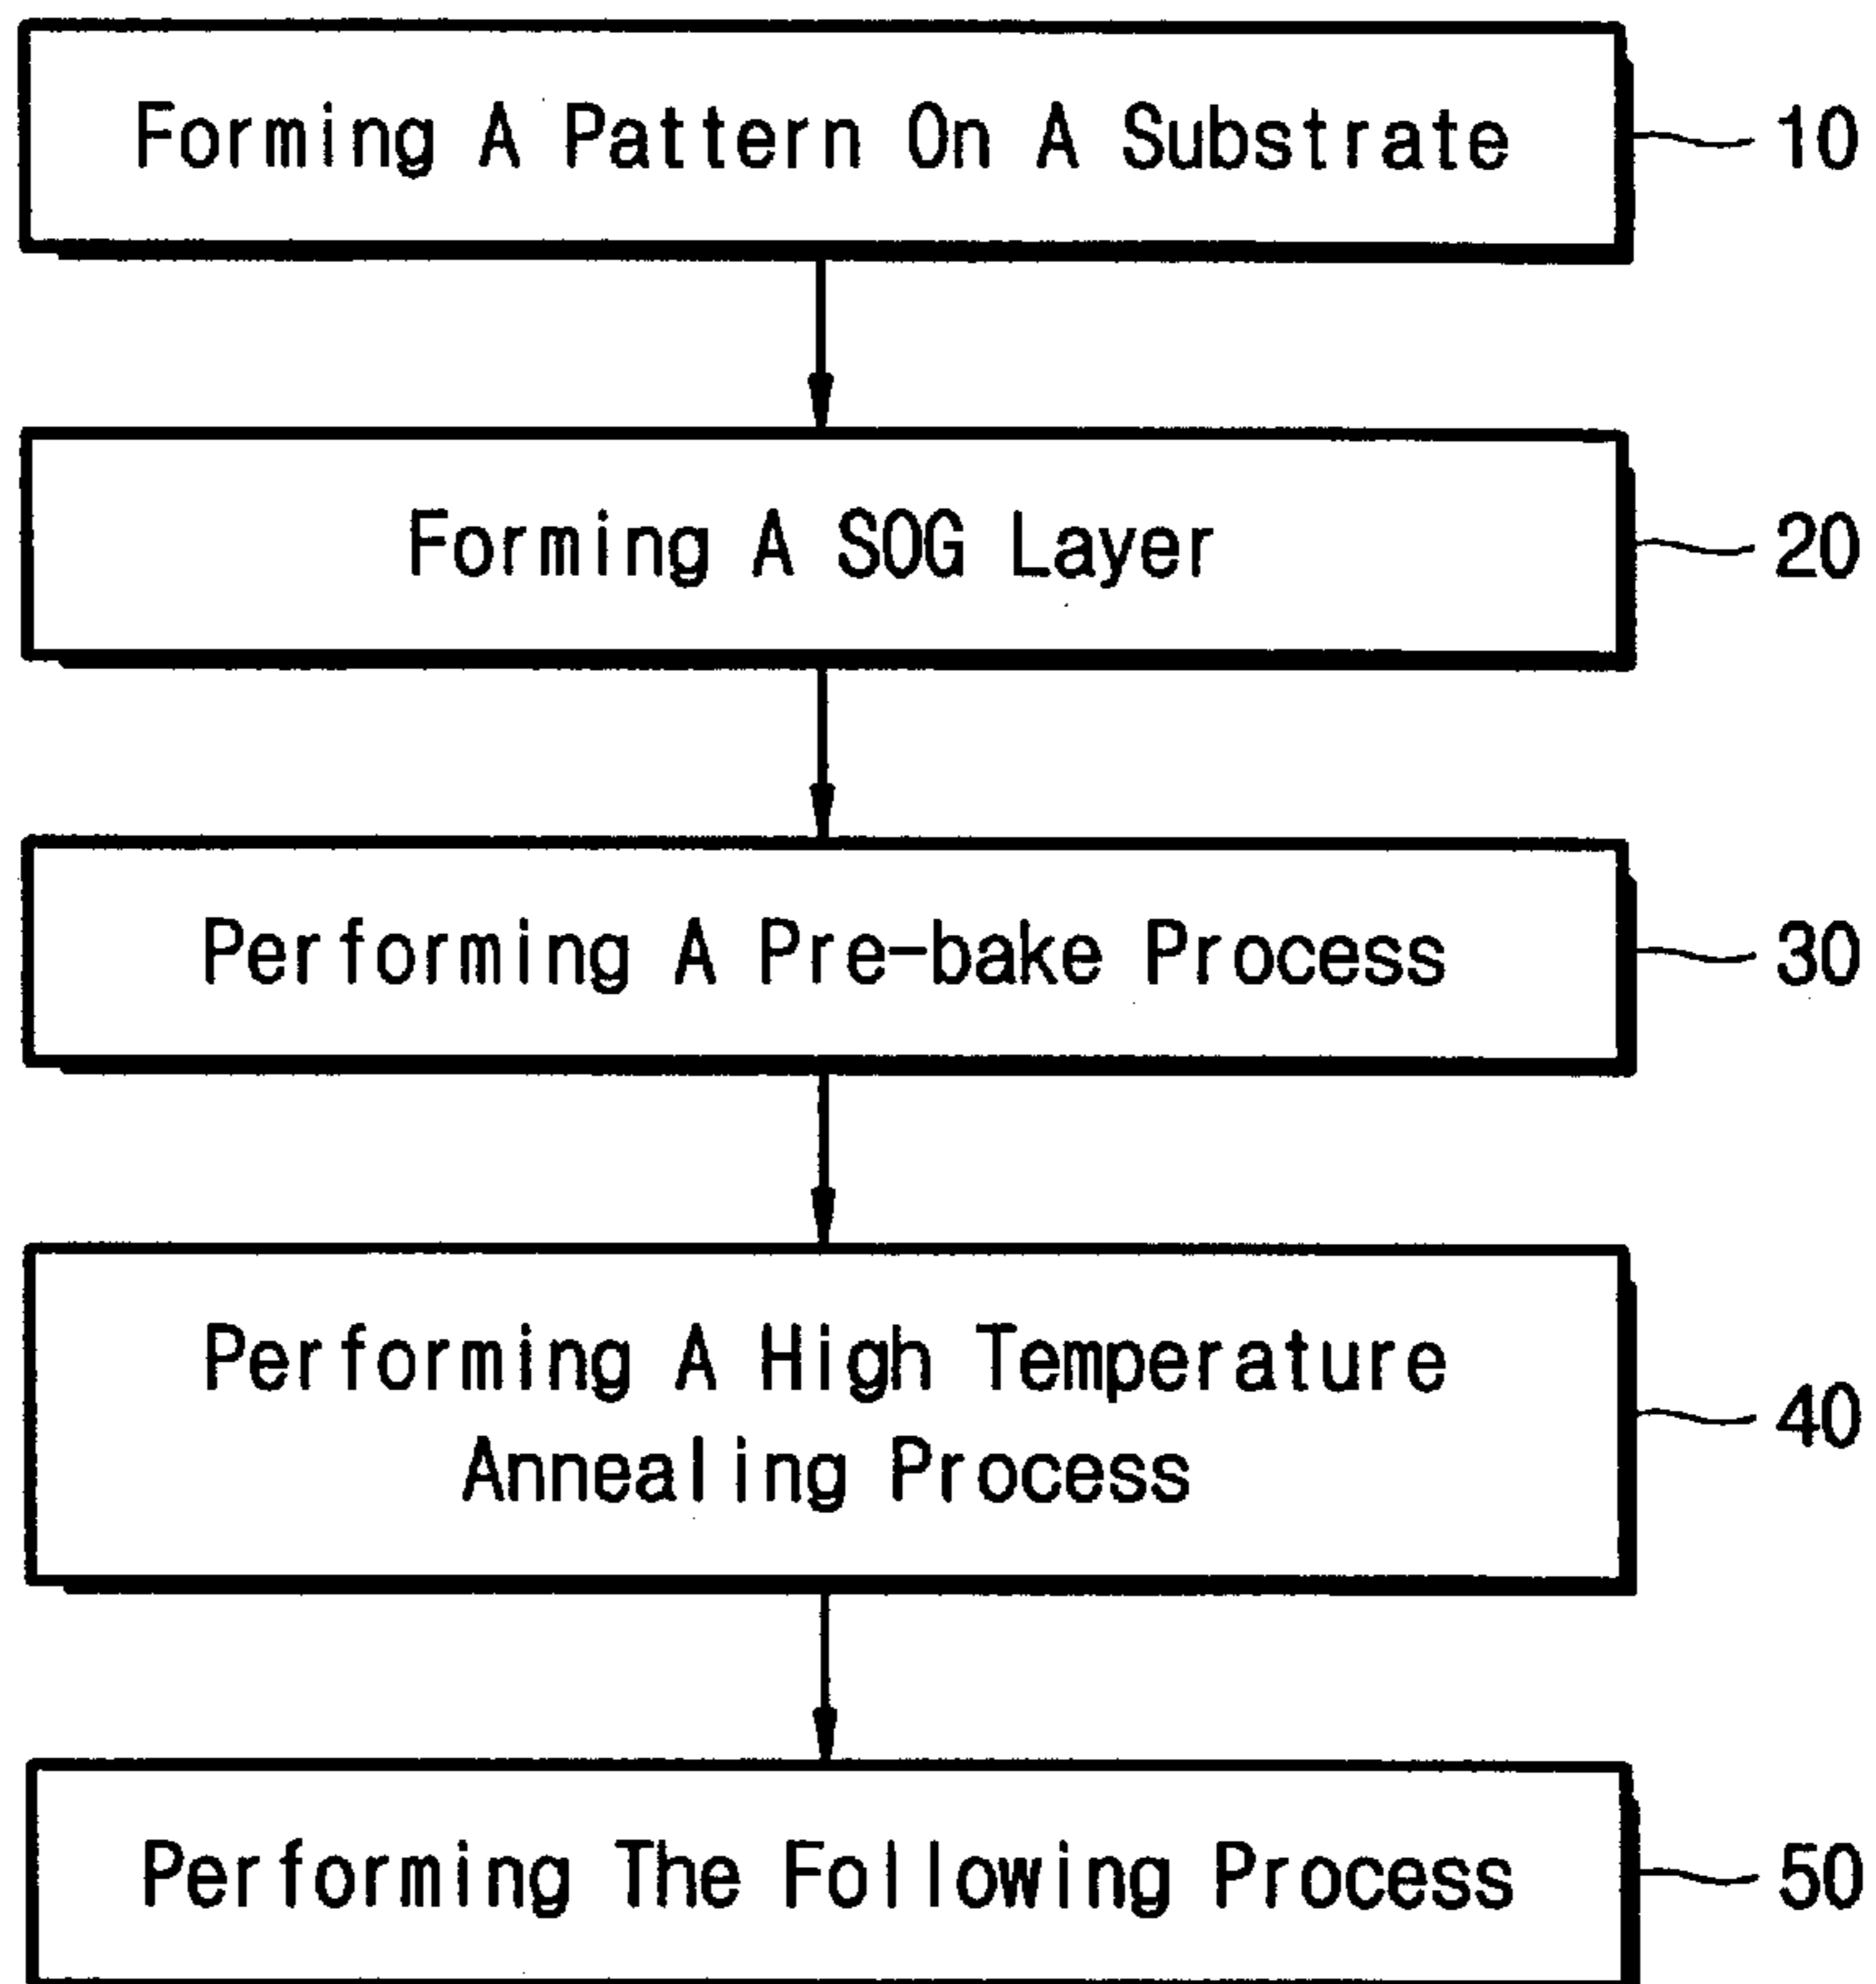 Forming A Pattern On A Substrate
10
Forming A SOG Layer
20
Performing A Pre-bake Process
30
Performing A High Temperature
Annealing Process
40
Performing The Following Process
50